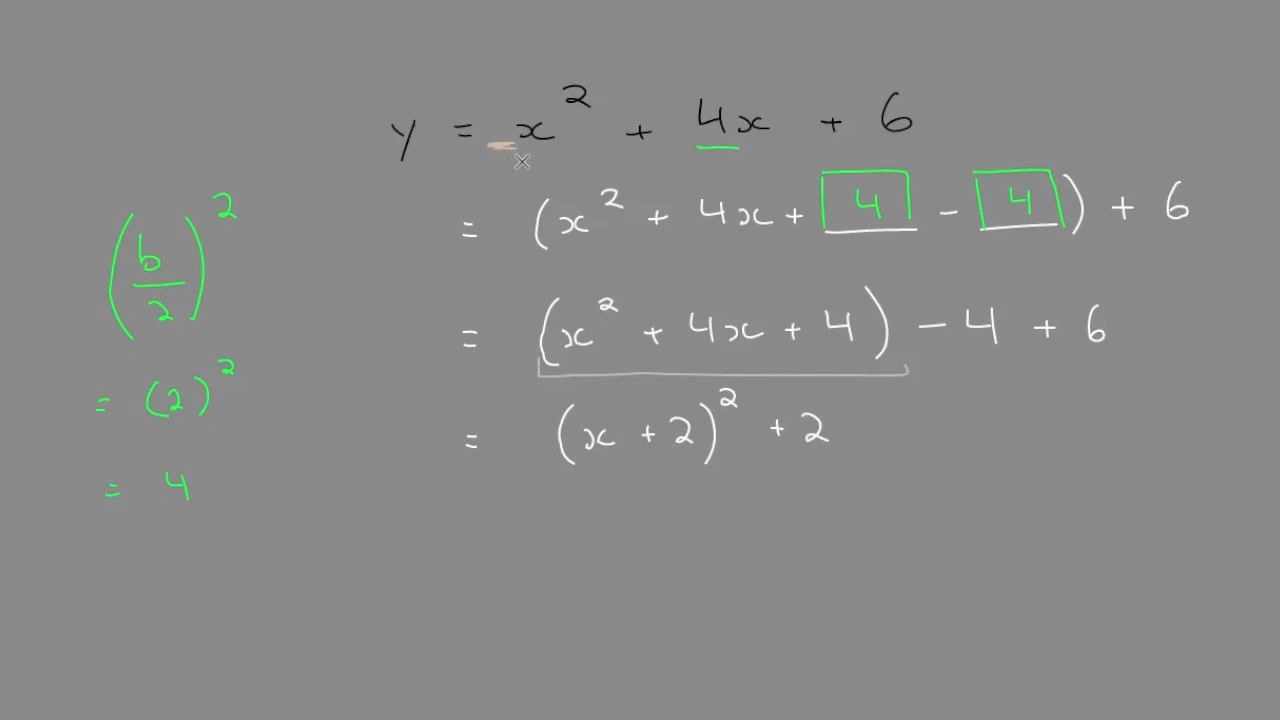 y = x² + 4x + 6
= (x² + 4x + 4 - 4) + 6
= (x² + 4x + 4) - 4 + 6
= (x + 2)² + 2
(b/2)²
= (2)²
= 4